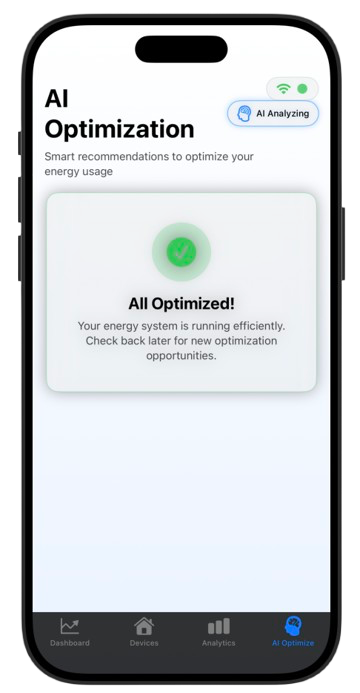 AI
Optimization
AI Analyzing
Smart recommendations to optimize your
energy usage
All Optimized!
Your energy system is running efficiently.
Check back later for new optimization
opportunities.
Dashboard
Devices
Analytics
AI Optimize